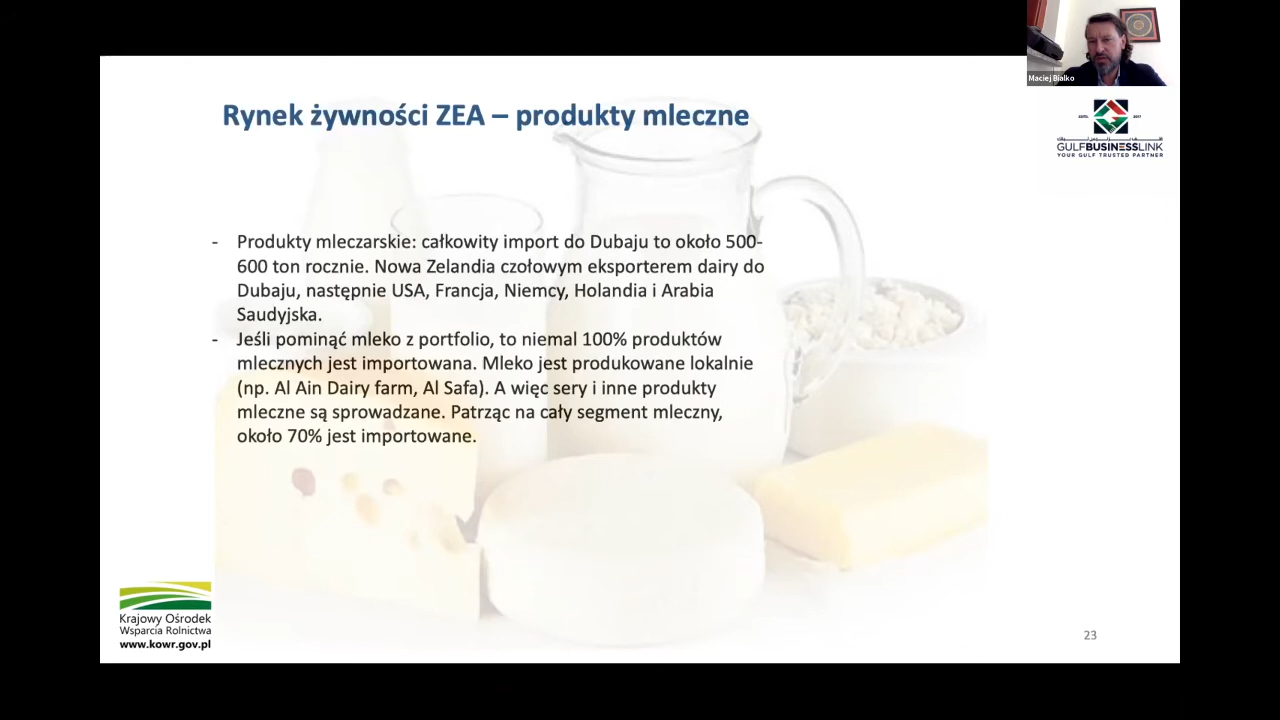 Maciej Bialko
Rynek żywności ZEA – produkty mleczne
ESTD.
2017
GULFBUSINESSLINK
YOUR GULF TRUSTED PARTNER
- Produkty mleczarskie: całkowity import do Dubaju to około 500-
600 ton rocznie. Nowa Zelandia czołowym eksporterem dairy do
Dubaju, następnie USA, Francja, Niemcy, Holandia i Arabia
Saudyjska.
- Jeśli pominąć mleko z portfolio, to niemal 100% produktów
mlecznych jest importowana. Mleko jest produkowane lokalnie
(np. Al Ain Dairy farm, Al Safa). A więc sery i inne produkty
mleczne są sprowadzane. Patrząc na cały segment mleczny,
około 70% jest importowane.
Krajowy Ośrodek
Wsparcia Rolnictwa
www.kowr.gov.pl
23